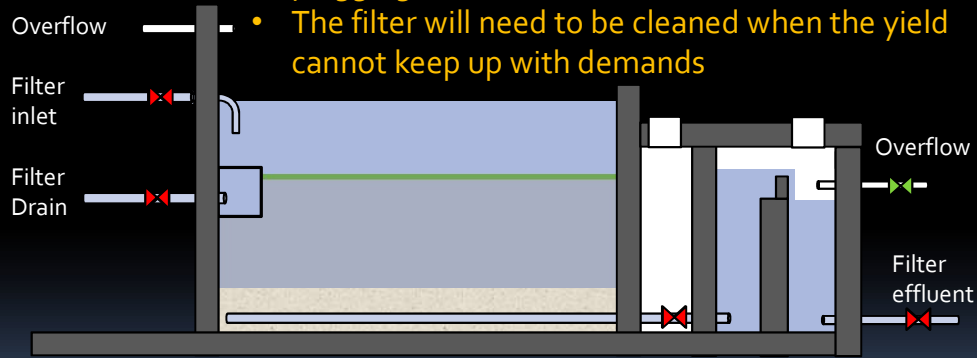 Overflow
• The filter will need to be cleaned when the yield
cannot keep up with demands
Filter
inlet
Filter
Drain
Overflow
Filter
effluent